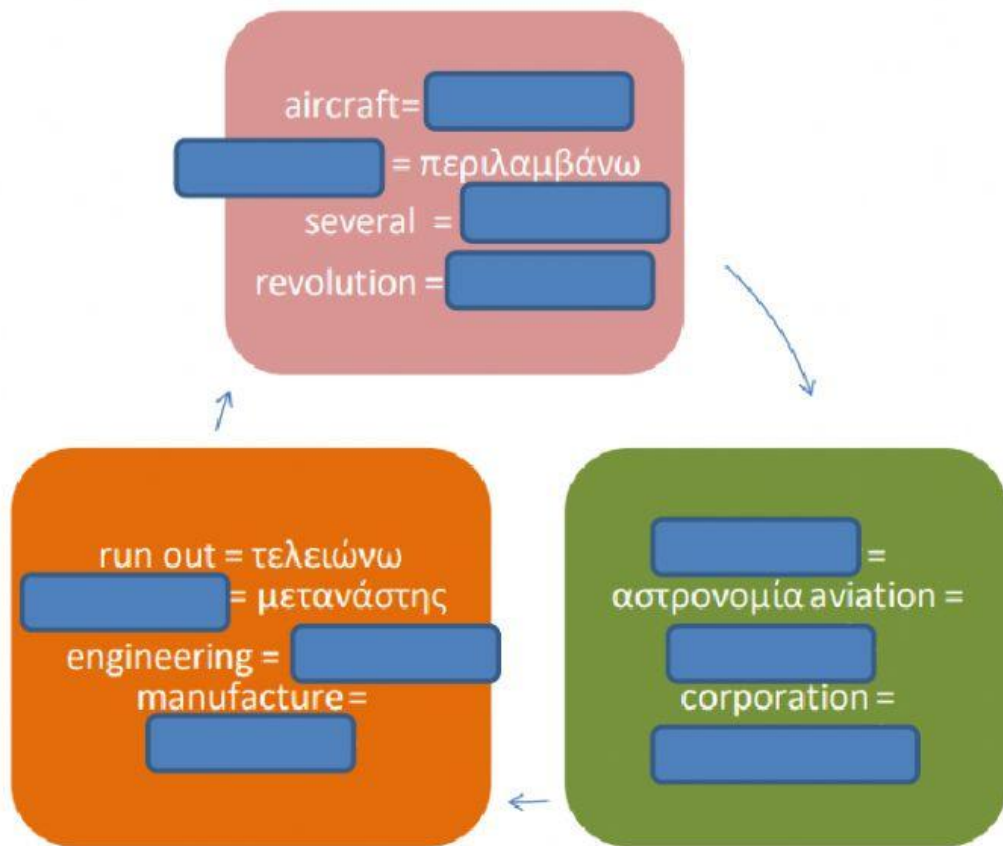 aircraft=
= περιλαμβάνω
several =
revolution =
run out = τελειώνω
= μετανάστης
engineering =
manufacture=
=
αστρονομία aviation =
corporation =